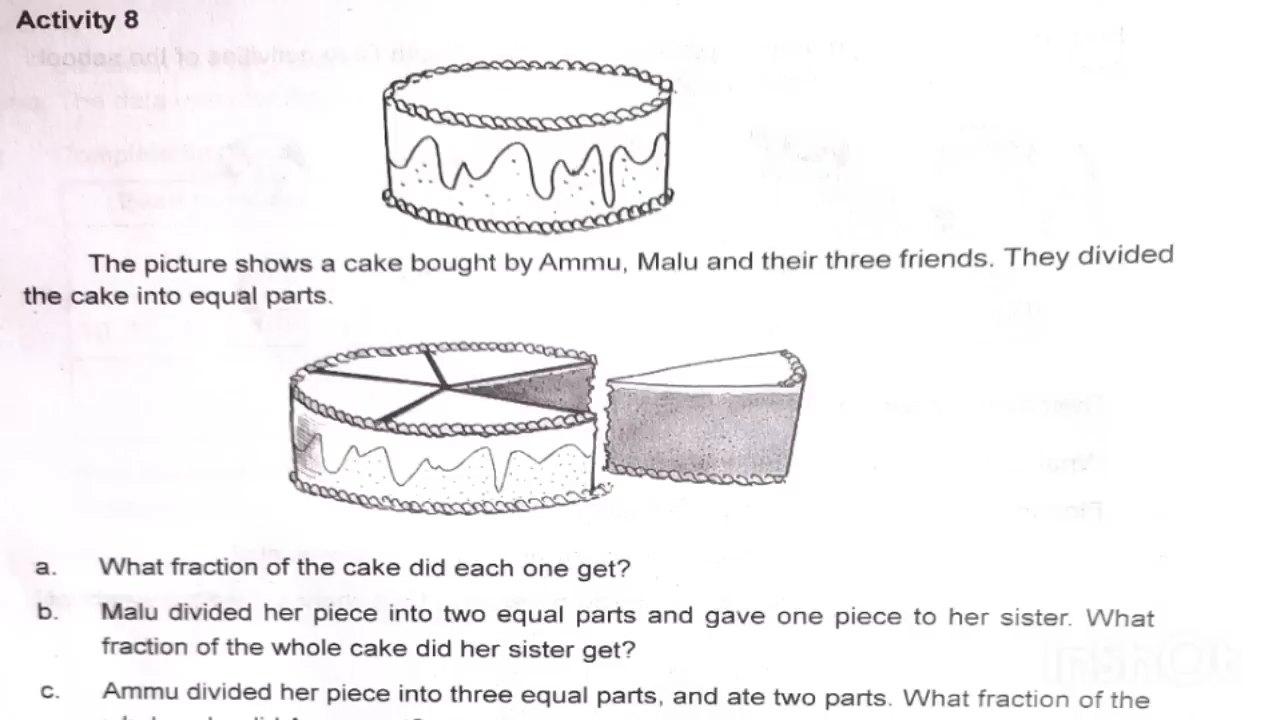 Activity 8
The picture shows a cake bought by Ammu, Malu and their three friends. They divided
the cake into equal parts.
a. What fraction of the cake did each one get?
b. Malu divided her piece into two equal parts and gave one piece to her sister. What
fraction of the whole cake did her sister get?
c. Ammu divided her piece into three equal parts, and ate two parts. What fraction of the